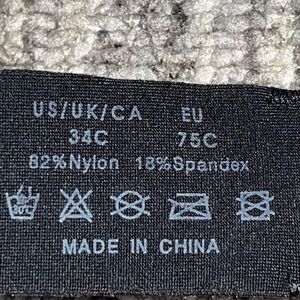 US/UK/CA EU
34C 75C
82%Nylon 18%Spandex
MADE IN CHINA